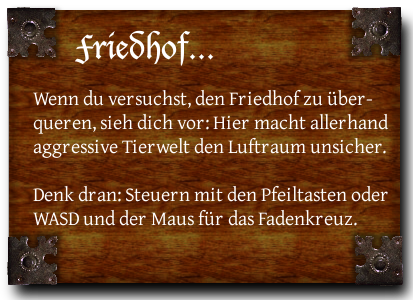 Friedhof...
Wenn du versuchst, den Friedhof zu über-
queren, sieh dich vor: Hier macht allerhand
aggressive Tierwelt den Luftraum unsicher.
Denk dran: Steuern mit den Pfeiltasten oder
WASD und der Maus für das Fadenkreuz.